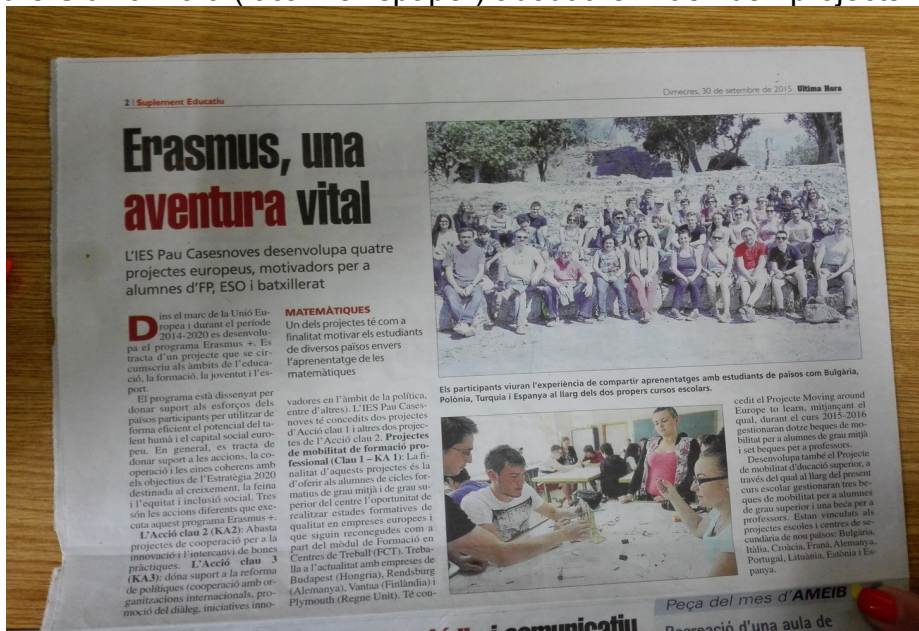 2 | Suplement Educatiu
Dimecres, 30 de setembre de 2015 Ultima Hora
Erasmus, una
aventura vital
L'IES Pau Casesnoves desenvolupa quatre
projectes europeus, motivadors per a
alumnes d'FP, ESO i batxillerat
Dins el marc de la Unió Eu-
ropea i durant el període
2014-2020 es desenvolu-
pa el programa Erasmus +. Es
tracta d'un projecte que se cir-
cumscriu als àmbits de l'educa-
ció, la formació, la joventut i l'es-
port.
El programa està dissenyat per
donar suport als esforços dels
països participants per utilizar de
forma eficient el potencial del ta-
lent humà i el capital social euro-
peu. En general, es tracta de
donar suport a les accions, la co-
operació i les eines coherents amb
els objectius de l'Estratègia 2020
destinada al creixement, la feina
i l'equitat i inclusió social. Tres
són les accions diferents que exe-
cuta aquest programa Erasmus +.
L'Acció clau 2 (KA2): Abasta
projectes de cooperació per a la
innovació i l'intercanvi de bones
pràctiques. L'Acció clau 3
(KA3): dóna suport a la reforma
de polítiques (cooperació amb or-
ganitzacions internacionals, pro-
moció del diàleg, iniciatives inno-
MATEMÀTIQUES
Un dels projectes té com a
finalitat motivar els estudiants
de diversos països envers
l'aprenentatge de les
matemàtiques
vadores en l'àmbit de la política,
entre d'altres). L'IES Pau Cases-
noves té concedits dos projectes
d'Acció clau 1 i altres dos projec-
tes de l'Acció clau 2. Projectes
de mobilitat de formació pro-
fessional (Clau 1 – KA 1): La fi-
nalitat d'aquests projectes és la
d'oferir als alumnes de cicles for-
matius de grau mitjà i de grau su-
perior del centre l'oportunitat de
realitzar estades formatives de
qualitat en empreses europees i
que siguin reconegudes com a
part del mòdul de Formació en
Centres de Treball (FCT). Treba-
lla a l'actualitat amb empreses de
Budapest (Hongria), Rendsburg
(Alemanya), Vantaa (Finlàndia) i
Plymouth (Regne Unit). Té con-
Els participants viuran l'experiència de compartir aprenentatges amb estudiants de països com Bulgària,
Polònia, Turquia i Espanya al llarg dels dos propers cursos escolars.
cedit el Projecte Moving around
Europe to learn, mitjançant el
qual, durant el curs 2015-2016
gestionaran dotze beques de mo-
bilitat per a alumnes de grau mitjà
i set beques per a professors.
Desenvolupa també el Projecte
de mobilitat d'ducació superior, a
través del qual al llarg del present
curs escolar gestionaran tres be-
ques de mobilitat per a alumnes
de grau superior i una beca per a
professors. Estan vinculats als
projectes escoles i centres de se-
cundària de nou països: Bulgària,
Itàlia, Croàcia, Franà, Alemanya,
Portugal, Lituània, Estònia i Es-
panya.
i comunicatiu
Peça del mes d'AMEIB
Recreació d'una aula de